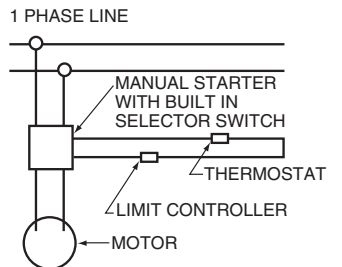 1 PHASE LINE
MANUAL STARTER
WITH BUILT IN
SELECTOR SWITCH
THERMOSTAT
LIMIT CONTROLLER
MOTOR